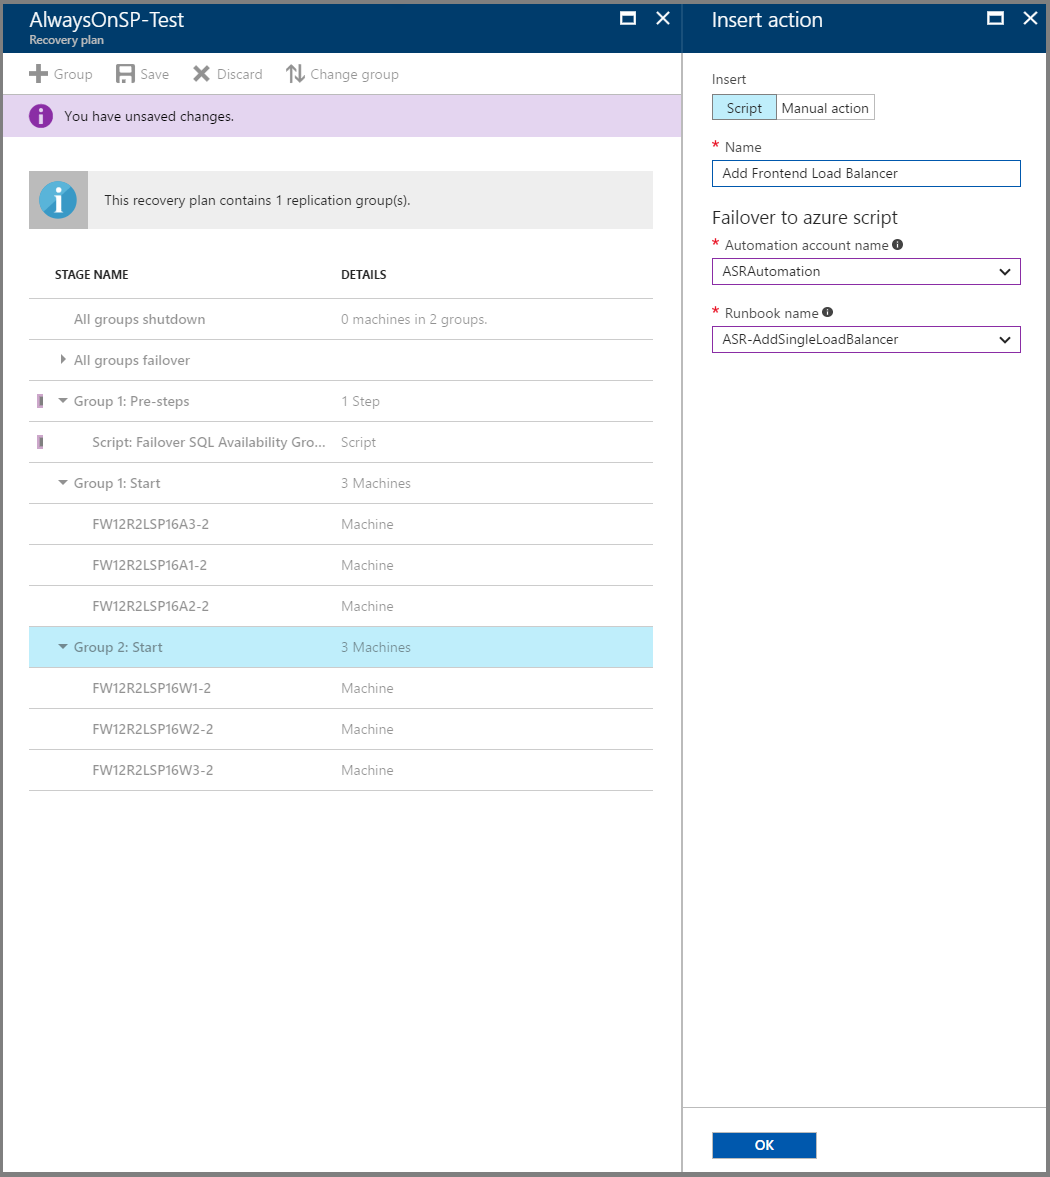 AlwaysOnSP-Test
Recovery plan
Group Save Discard Change group
You have unsaved changes.
This recovery plan contains 1 replication group(s).
STAGE NAME DETAILS
All groups shutdown 0 machines in 2 groups.
All groups failover
Group 1: Pre-steps 1 Step
Script: Failover SQL Availability Gro... Script
Group 1: Start 3 Machines
FW12R2LSP16A3-2 Machine
FW12R2LSP16A1-2 Machine
FW12R2LSP16A2-2 Machine
Group 2: Start 3 Machines
FW12R2LSP16W1-2 Machine
FW12R2LSP16W2-2 Machine
FW12R2LSP16W3-2 Machine
Insert action
Insert
Script Manual action
* Name
Add Frontend Load Balancer
Failover to azure script
* Automation account name
ASRAutomation
* Runbook name
ASR-AddSingleLoadBalancer
OK